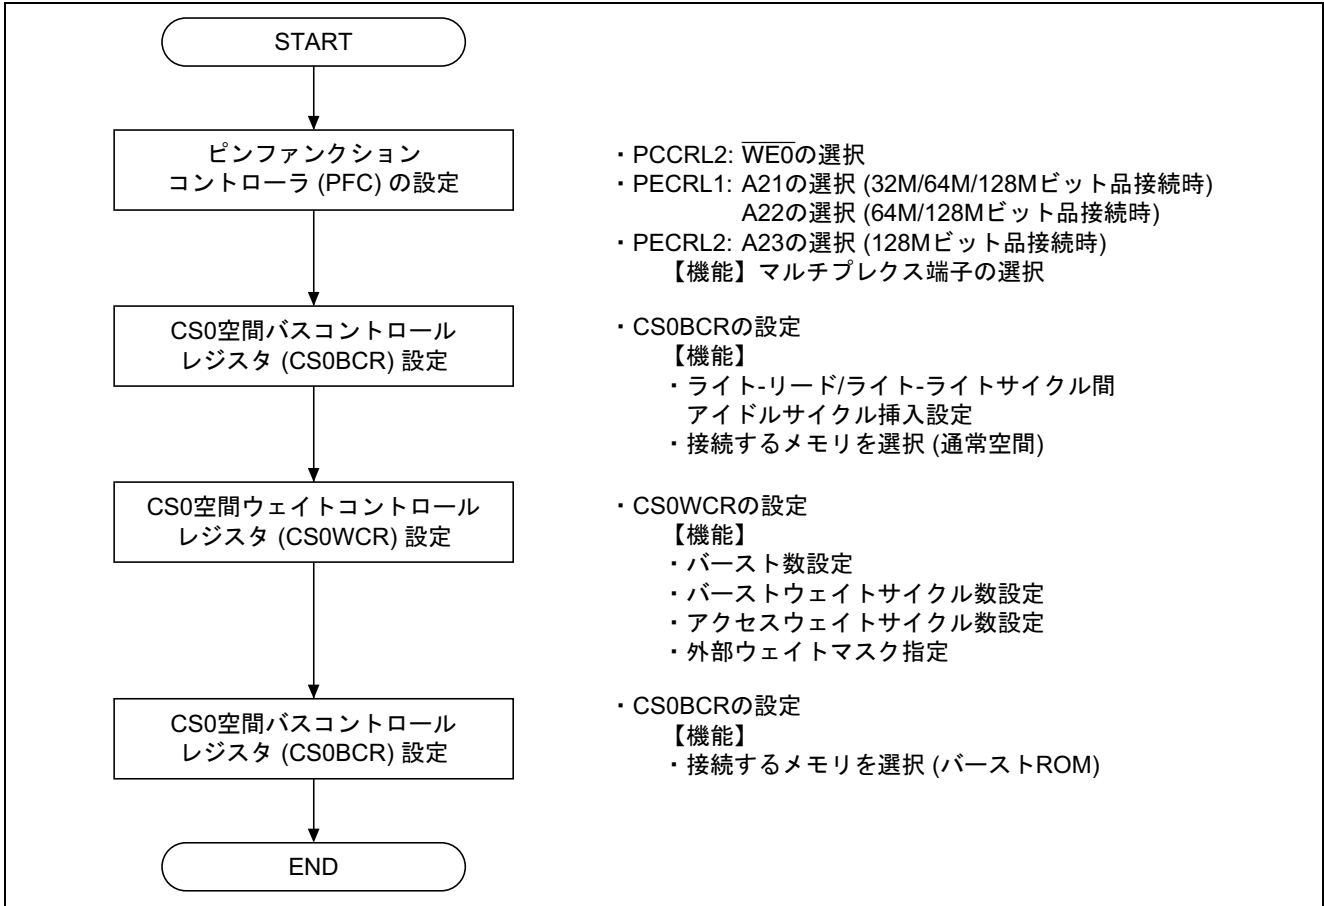 START
ピンファンクション
コントローラ (PFC) の設定
・PCCRL2: WE0の選択
・PECRL1: A21の選択 (32M/64M/128Mビット品接続時)
A22の選択 (64M/128Mビット品接続時)
・PECRL2: A23の選択 (128Mビット品接続時)
【機能】マルチプレクス端子の選択
CS0空間バスコントロール
レジスタ (CS0BCR) 設定
・CS0BCRの設定
【機能】
・ライト-リード/ライト-ライトサイクル間
アイドルサイクル挿入設定
・接続するメモリを選択 (通常空間)
CS0空間ウェイトコントロール
レジスタ (CS0WCR) 設定
・CS0WCRの設定
【機能】
・バースト数設定
・バーストウェイトサイクル数設定
・アクセスウェイトサイクル数設定
・外部ウェイトマスク指定
CS0空間バスコントロール
レジスタ (CS0BCR) 設定
・CS0BCRの設定
【機能】
・接続するメモリを選択 (バーストROM)
END